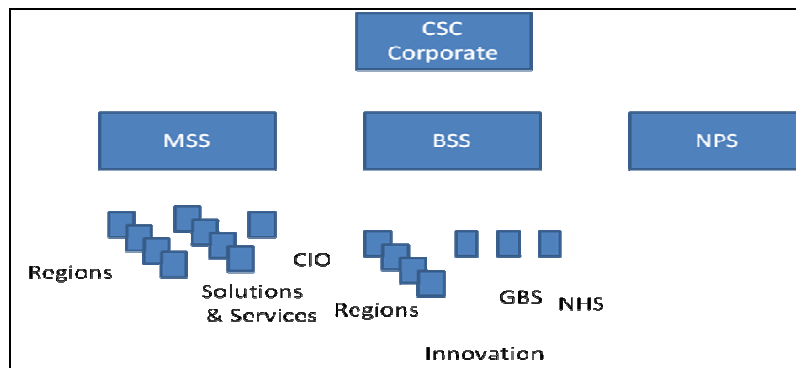 CSC
Corporate
MSS
BSS
NPS
Regions
Solutions
& Services
CIO
Regions
GBS
NHS
Innovation